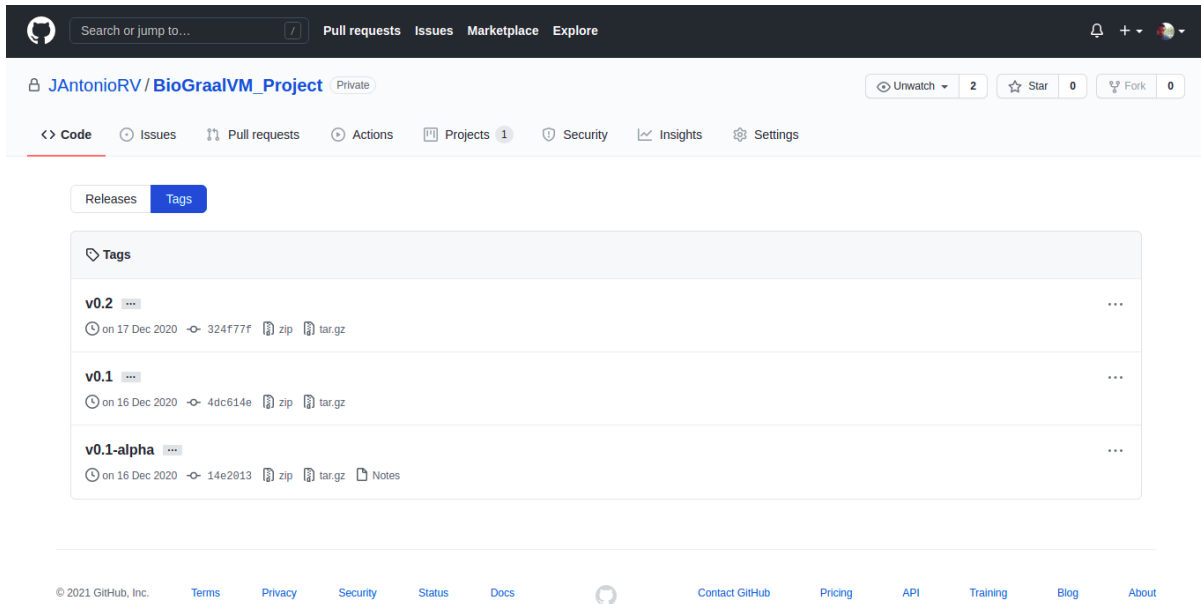 Search or jump to… /
Pull requests Issues Marketplace Explore
JAntonioRV / BioGraalVM_Project Private
Unwatch 2 Star 0 Fork 0
Code Issues Pull requests Actions Projects 1 Security Insights Settings
Releases Tags
Tags
v0.2 …
on 17 Dec 2020 324f77f zip tar.gz
v0.1 …
on 16 Dec 2020 4dc614e zip tar.gz
v0.1-alpha …
on 16 Dec 2020 14e2013 zip tar.gz Notes
© 2021 GitHub, Inc. Terms Privacy Security Status Docs Contact GitHub Pricing API Training Blog About